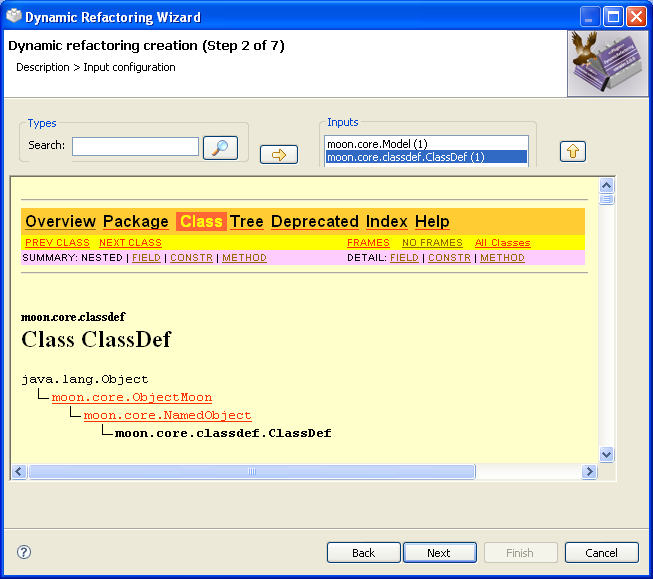 Dynamic Refactoring Wizard
Dynamic refactoring creation (Step 2 of 7)
Description > Input configuration
Types
Search:
Inputs
moon.core.Model (1)
moon.core.classdef.ClassDef (1)
Overview Package Class Tree Deprecated Index Help
PREV CLASS NEXT CLASS FRAMES NO FRAMES All Classes
SUMMARY: NESTED | FIELD | CONSTR | METHOD DETAIL: FIELD | CONSTR | METHOD
moon.core.classdef
Class ClassDef
java.lang.Object
moon.core.ObjectMoon
moon.core.NamedObject
moon.core.classdef.ClassDef
? Back Next Finish Cancel